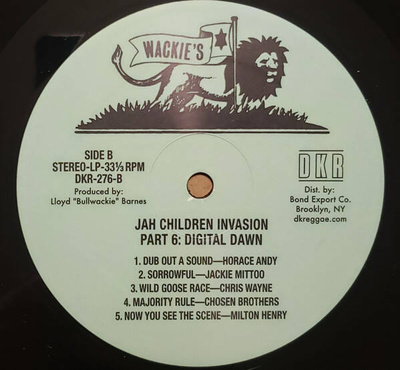 WACKIE'S
SIDE B
STEREO-LP-33⅓ RPM
DKR-276-B
Produced by:
Lloyd "Bullwackie" Barnes
DKR
Dist. by:
Bond Export Co.
Brooklyn, NY
dkreggae.com
JAH CHILDREN INVASION
PART 6: DIGITAL DAWN
1. DUB OUT A SOUND—HORACE ANDY
2. SORROWFUL—JACKIE MITTOO
3. WILD GOOSE RACE—CHRIS WAYNE
4. MAJORITY RULE—CHOSEN BROTHERS
5. NOW YOU SEE THE SCENE—MILTON HENRY